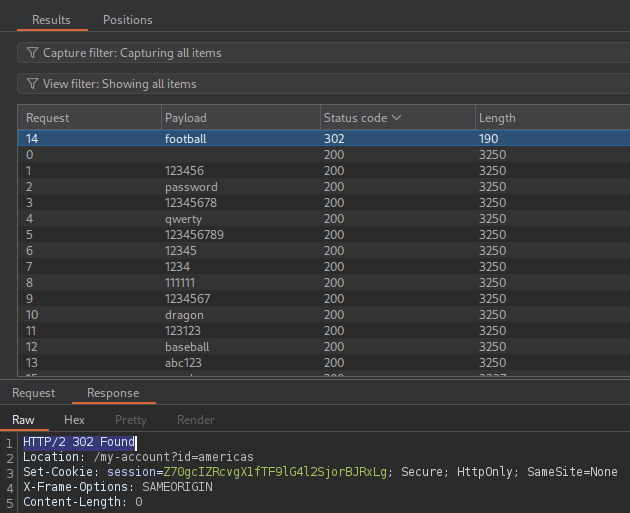 Results Positions
Capture filter: Capturing all items
View filter: Showing all items
Request Payload Status code Length
14 football 302 190
0 200 3250
1 123456 200 3250
2 password 200 3250
3 12345678 200 3250
4 qwerty 200 3250
5 123456789 200 3250
6 12345 200 3250
7 1234 200 3250
8 111111 200 3250
9 1234567 200 3250
10 dragon 200 3250
11 123123 200 3250
12 baseball 200 3250
13 abc123 200 3250
Request Response
Raw Hex Pretty Render
1 HTTP/2 302 Found
2 Location: /my-account?id=americas
3 Set-Cookie: session=Z7OgcIZRcvgX1fTF9lG4l2SjorBJRxLg; Secure; HttpOnly; SameSite=None
4 X-Frame-Options: SAMEORIGIN
5 Content-Length: 0